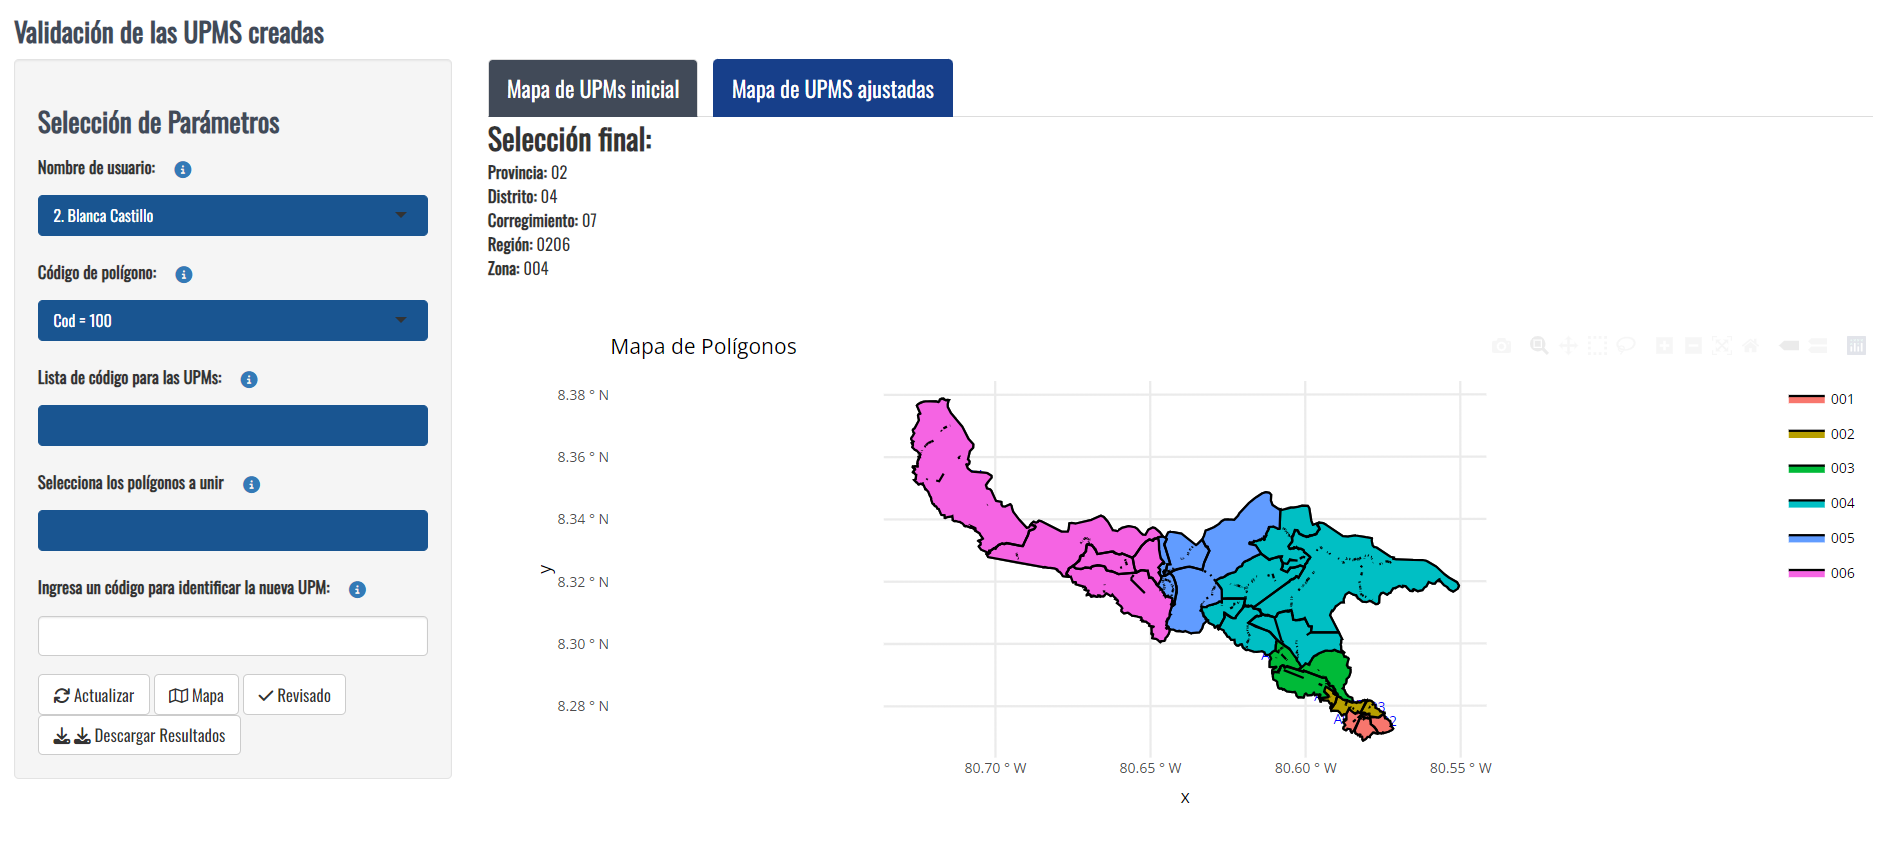 Validación de las UPMS creadas
Selección de Parámetros
Nombre de usuario:
2. Blanca Castillo
Código de polígono:
Cod = 100
Lista de código para las UPMs:
Selecciona los polígonos a unir
Ingresa un código para identificar la nueva UPM:
Actualizar
Mapa
Revisado
Descargar Resultados
Mapa de UPMs inicial
Mapa de UPMS ajustadas
Selección final:
Provincia: 02
Distrito: 04
Corregimiento: 07
Región: 0206
Zona: 004
Mapa de Polígonos
8.38 ° N
8.36 ° N
8.34 ° N
8.32 ° N
8.30 ° N
8.28 ° N
y
80.70 ° W
80.65 ° W
80.60 ° W
80.55 ° W
x
001
002
003
004
005
006